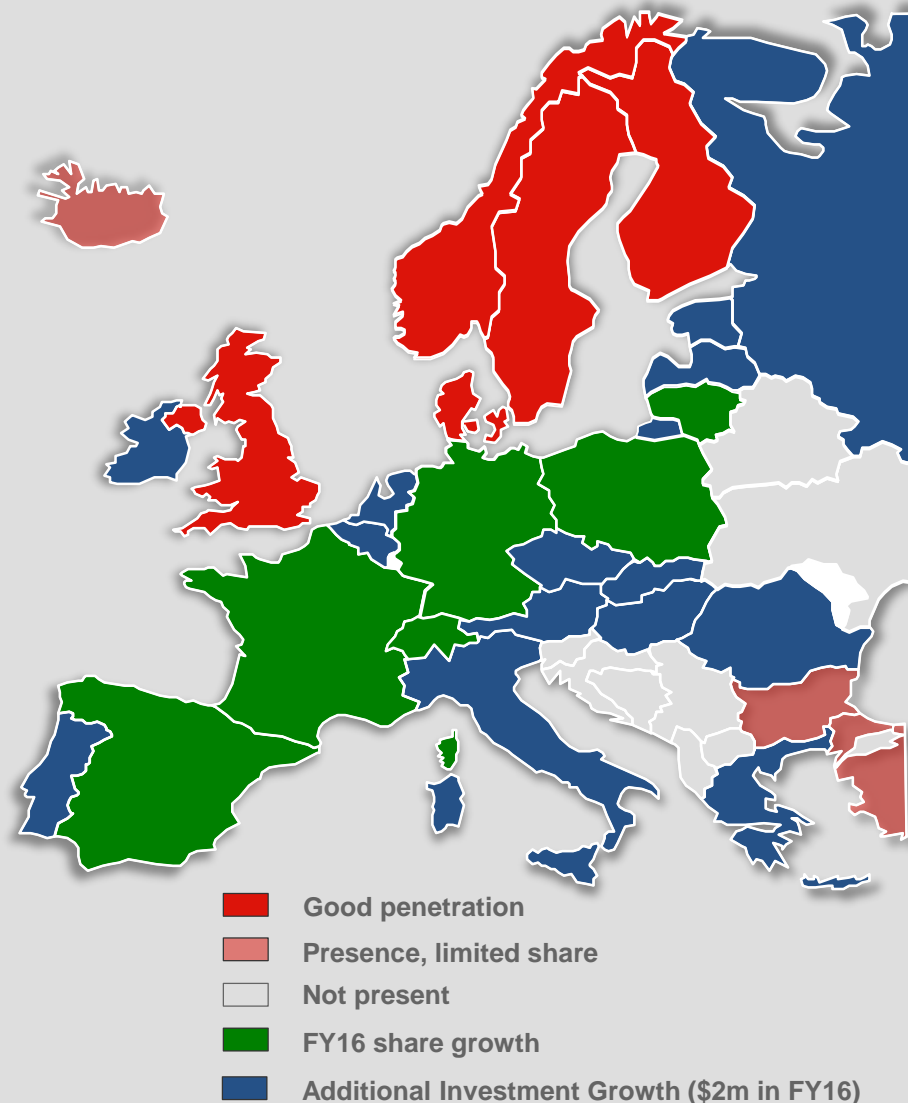 Good penetration
Presence, limited share
Not present
FY16 share growth
Additional Investment Growth ($2m in FY16)